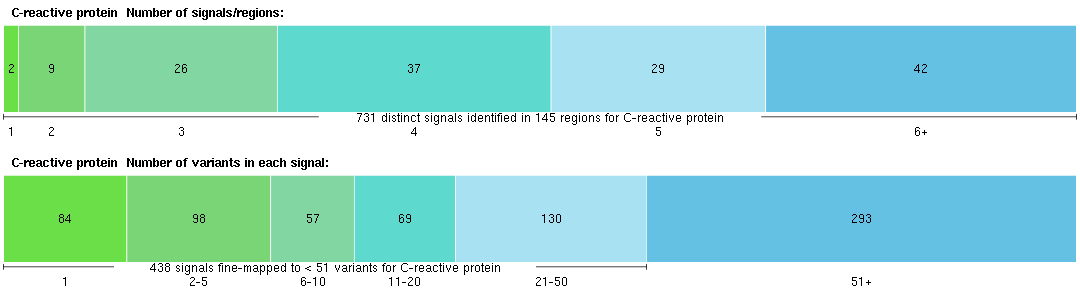 C-reactive protein Number of signals/regions:
2 9 26 37 29 42
731 distinct signals identified in 145 regions for C-reactive protein
1 2 3 4 5 6+
C-reactive protein Number of variants in each signal:
84 98 57 69 130 293
438 signals fine-mapped to < 51 variants for C-reactive protein
1 2-5 6-10 11-20 21-50 51+